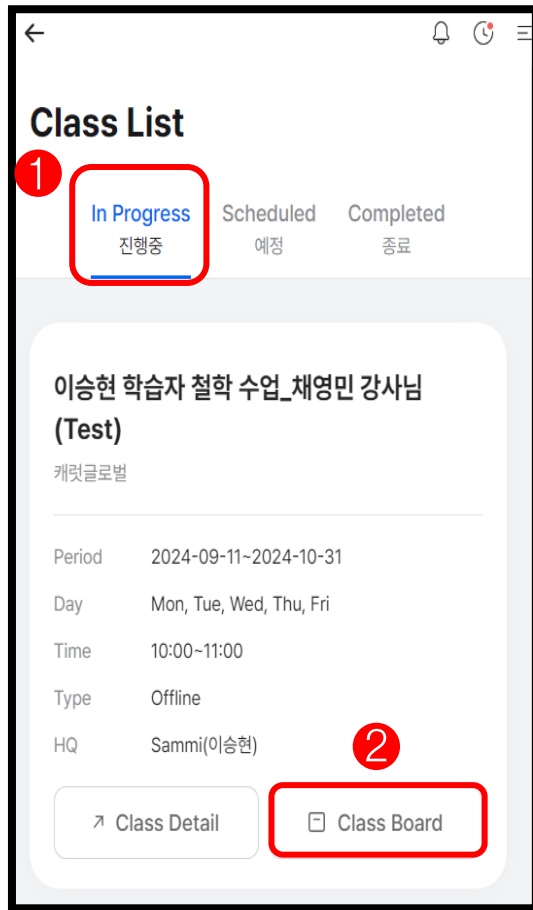 Class List
1
In Progress Scheduled Completed
진행중 예정 종료
이승현 학습자 철학 수업_채영민 강사님
(Test)
캐럿글로벌
Period 2024-09-11~2024-10-31
Day Mon, Tue, Wed, Thu, Fri
Time 10:00~11:00
Type Offline
HQ Sammi(이승현)
2
Class Detail Class Board